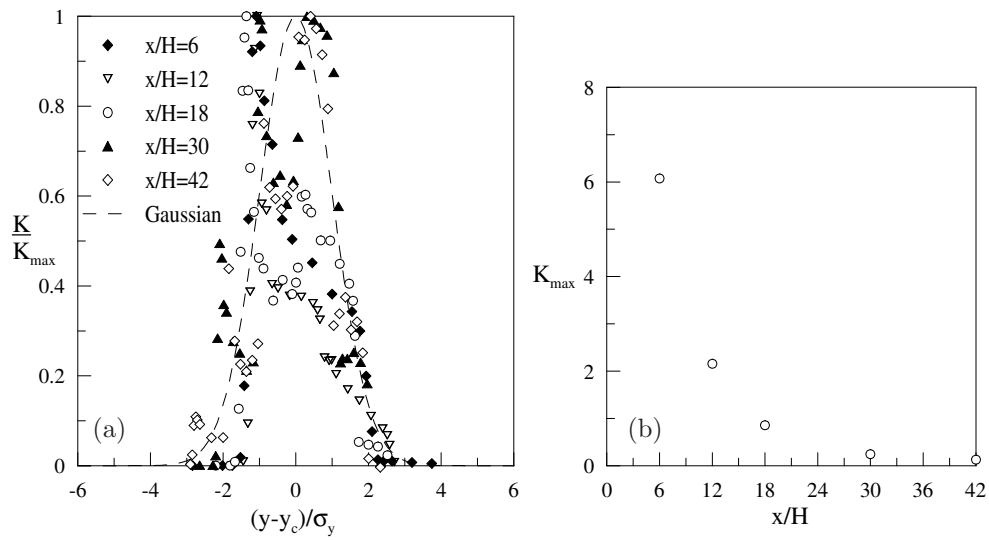 1
0.8
0.6
0.4
0.2
0
K
K_max
x/H=6
x/H=12
x/H=18
x/H=30
x/H=42
Gaussian
(a)
-6 -4 -2 0 2 4 6
(y-y_c)/σ_y
8
6
4
2
0
K_max
(b)
0 6 12 18 24 30 36 42
x/H